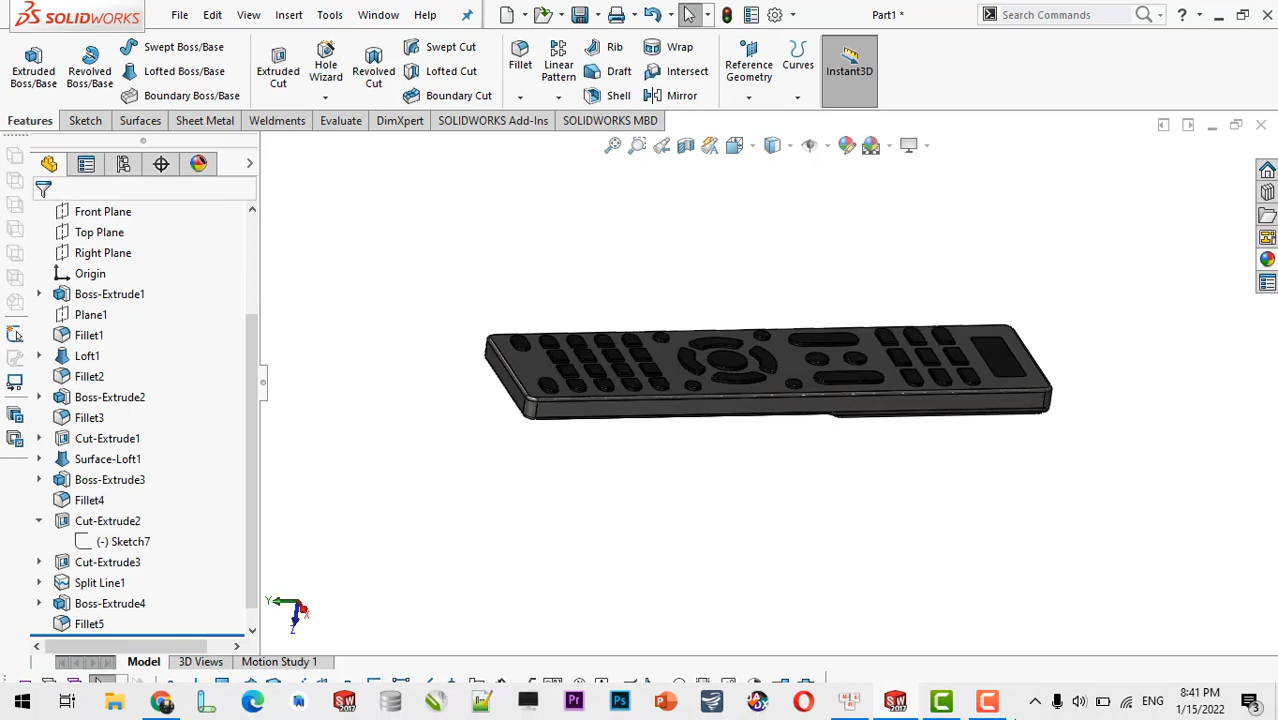 SOLIDWORKS File Edit View Insert Tools Window Help Part1 * Search Commands ?
Extruded Boss/Base Revolved Boss/Base Swept Boss/Base Lofted Boss/Base Boundary Boss/Base Extruded Cut Hole Wizard Revolved Cut Swept Cut Lofted Cut Boundary Cut Fillet Linear Pattern Rib Draft Shell Wrap Intersect Mirror Reference Geometry Curves Instant3D
Features Sketch Surfaces Sheet Metal Weldments Evaluate DimXpert SOLIDWORKS Add-Ins SOLIDWORKS MBD
Front Plane
Top Plane
Right Plane
Origin
Boss-Extrude1
Plane1
Fillet1
Loft1
Fillet2
Boss-Extrude2
Fillet3
Cut-Extrude1
Surface-Loft1
Boss-Extrude3
Fillet4
Cut-Extrude2
(-) Sketch7
Cut-Extrude3
Split Line1
Boss-Extrude4
Fillet5
Y X
Z
Model 3D Views Motion Study 1
ENG 8:41 PM
1/15/2022